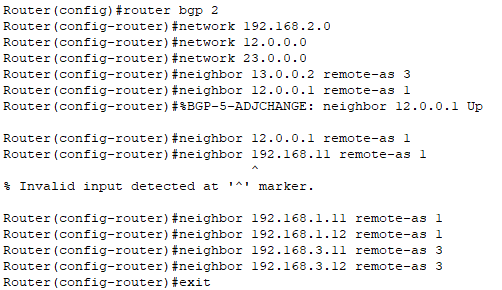 Router(config)#router bgp 2
Router(config-router)#network 192.168.2.0
Router(config-router)#network 12.0.0.0
Router(config-router)#network 23.0.0.0
Router(config-router)#neighbor 13.0.0.2 remote-as 3
Router(config-router)#neighbor 12.0.0.1 remote-as 1
Router(config-router)#%BGP-5-ADJCHANGE: neighbor 12.0.0.1 Up
Router(config-router)#neighbor 12.0.0.1 remote-as 1
Router(config-router)#neighbor 192.168.11 remote-as 1
^
% Invalid input detected at '^' marker.
Router(config-router)#neighbor 192.168.1.11 remote-as 1
Router(config-router)#neighbor 192.168.1.12 remote-as 1
Router(config-router)#neighbor 192.168.3.11 remote-as 3
Router(config-router)#neighbor 192.168.3.12 remote-as 3
Router(config-router)#exit